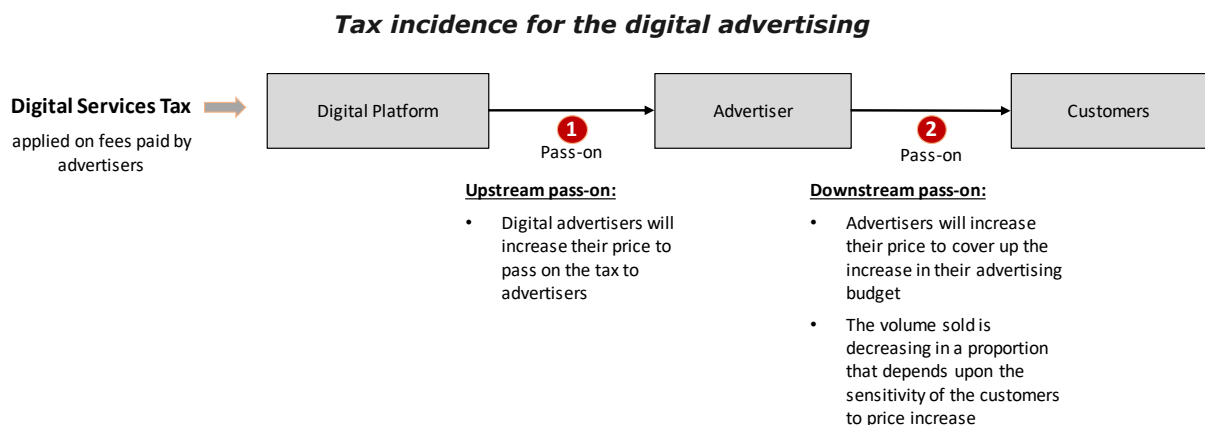 Tax incidence for the digital advertising
Digital Services Tax
applied on fees paid by
advertisers
Digital Platform
1
Pass-on
Advertiser
2
Pass-on
Customers
Upstream pass-on:
• Digital advertisers will
increase their price to
pass on the tax to
advertisers
Downstream pass-on:
• Advertisers will increase
their price to cover up the
increase in their advertising
budget
• The volume sold is
decreasing in a proportion
that depends upon the
sensitivity of the customers
to price increase